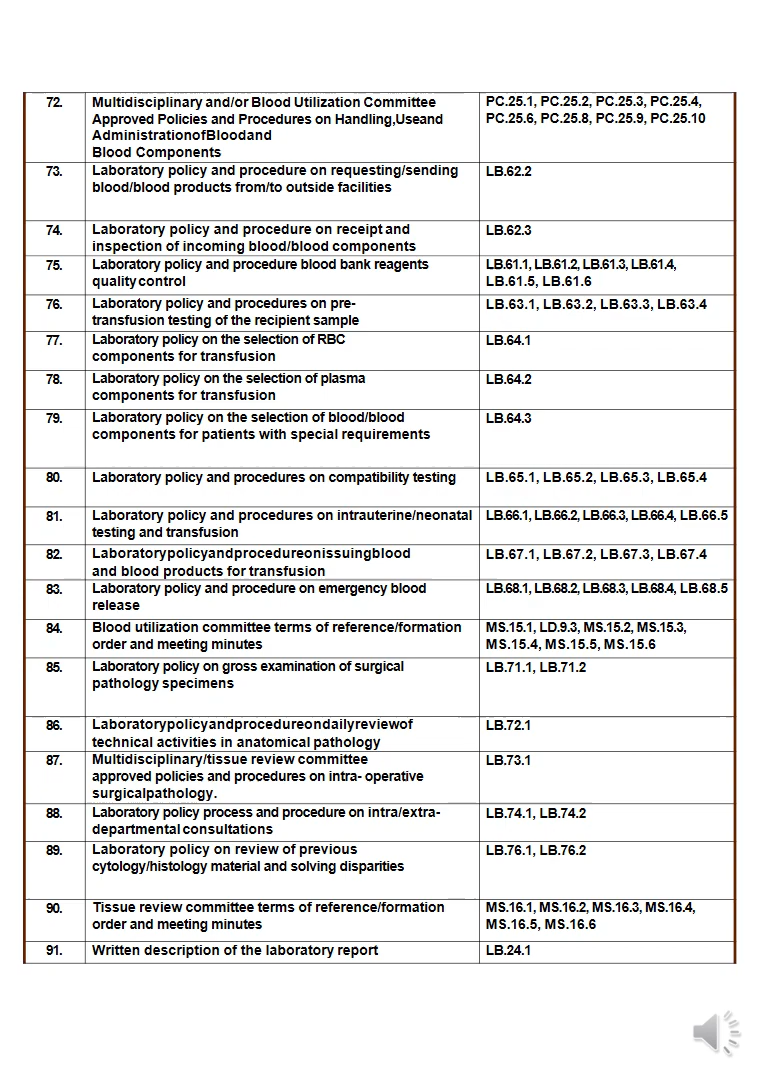 72. Multidisciplinary and/or Blood Utilization Committee PC.25.1, PC.25.2, PC.25.3, PC.25.4,
Approved Policies and Procedures on Handling,Useand PC.25.6, PC.25.8, PC.25.9, PC.25.10
AdministrationofBloodand
Blood Components
73. Laboratory policy and procedure on requesting/sending LB.62.2
blood/blood products from/to outside facilities
74. Laboratory policy and procedure on receipt and LB.62.3
inspection of incoming blood/blood components
75. Laboratory policy and procedure blood bank reagents LB.61.1, LB.61.2, LB.61.3, LB.61.4,
quality control LB.61.5, LB.61.6
76. Laboratory policy and procedures on pre- LB.63.1, LB.63.2, LB.63.3, LB.63.4
transfusion testing of the recipient sample
77. Laboratory policy on the selection of RBC LB.64.1
components for transfusion
78. Laboratory policy on the selection of plasma LB.64.2
components for transfusion
79. Laboratory policy on the selection of blood/blood LB.64.3
components for patients with special requirements
80. Laboratory policy and procedures on compatibility testing LB.65.1, LB.65.2, LB.65.3, LB.65.4
81. Laboratory policy and procedures on intrauterine/neonatal LB.66.1, LB.66.2, LB.66.3, LB.66.4, LB.66.5
testing and transfusion
82. Laboratorypolicyandprocedureonissuingblood LB.67.1, LB.67.2, LB.67.3, LB.67.4
and blood products for transfusion
83. Laboratory policy and procedure on emergency blood LB.68.1, LB.68.2, LB.68.3, LB.68.4, LB.68.5
release
84. Blood utilization committee terms of reference/formation MS.15.1, LD.9.3, MS.15.2, MS.15.3,
order and meeting minutes MS.15.4, MS.15.5, MS.15.6
85. Laboratory policy on gross examination of surgical LB.71.1, LB.71.2
pathology specimens
86. Laboratorypolicyandprocedureondailyreviewof LB.72.1
technical activities in anatomical pathology
87. Multidisciplinary/tissue review committee LB.73.1
approved policies and procedures on intra- operative
surgicalpathology.
88. Laboratory policy process and procedure on intra/extra- LB.74.1, LB.74.2
departmental consultations
89. Laboratory policy on review of previous LB.76.1, LB.76.2
cytology/histology material and solving disparities
90. Tissue review committee terms of reference/formation MS.16.1, MS.16.2, MS.16.3, MS.16.4,
order and meeting minutes MS.16.5, MS.16.6
91. Written description of the laboratory report LB.24.1